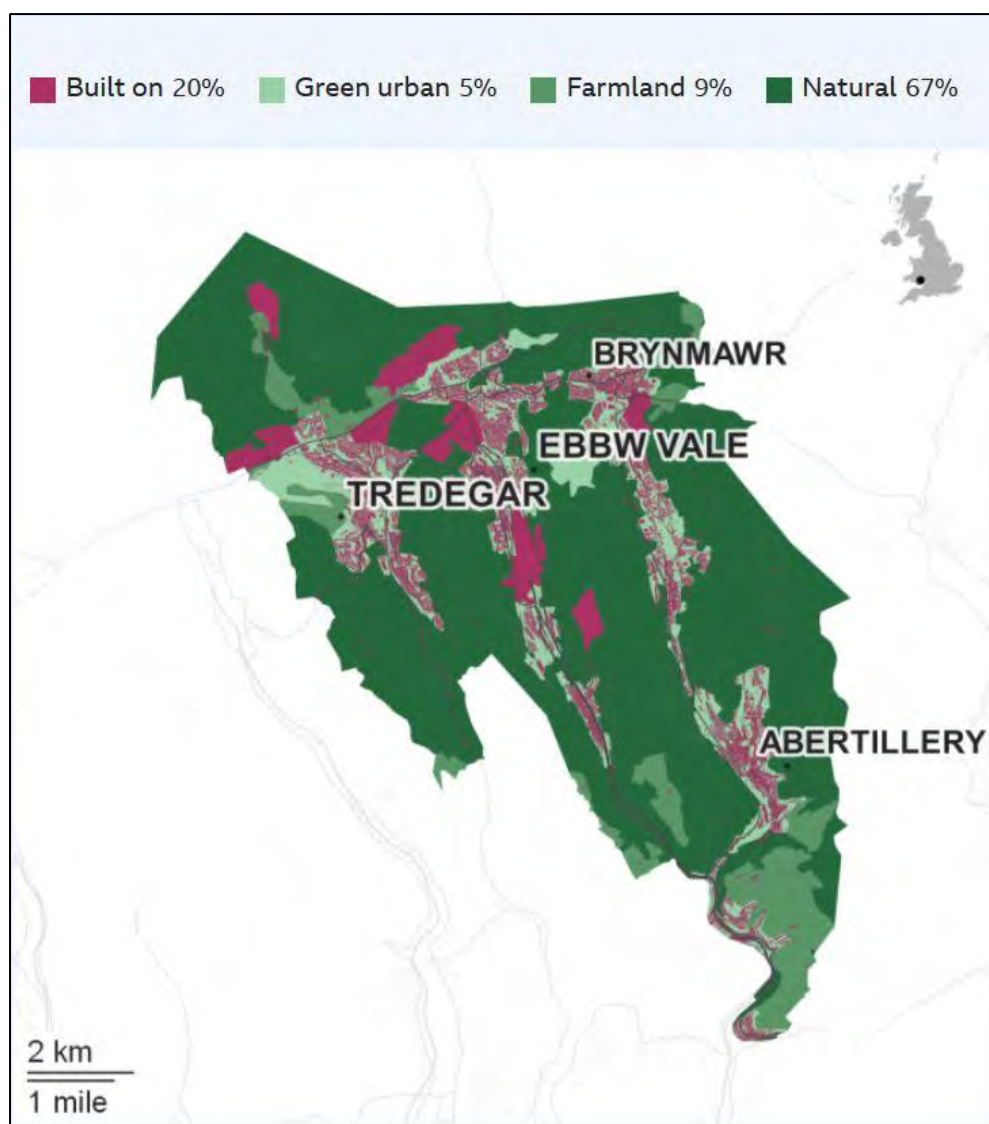 Built on 20% Green urban 5% Farmland 9% Natural 67%
BRYNMAWR
EBBW VALE
TREDEGAR
ABERTILLERY
2 km
1 mile